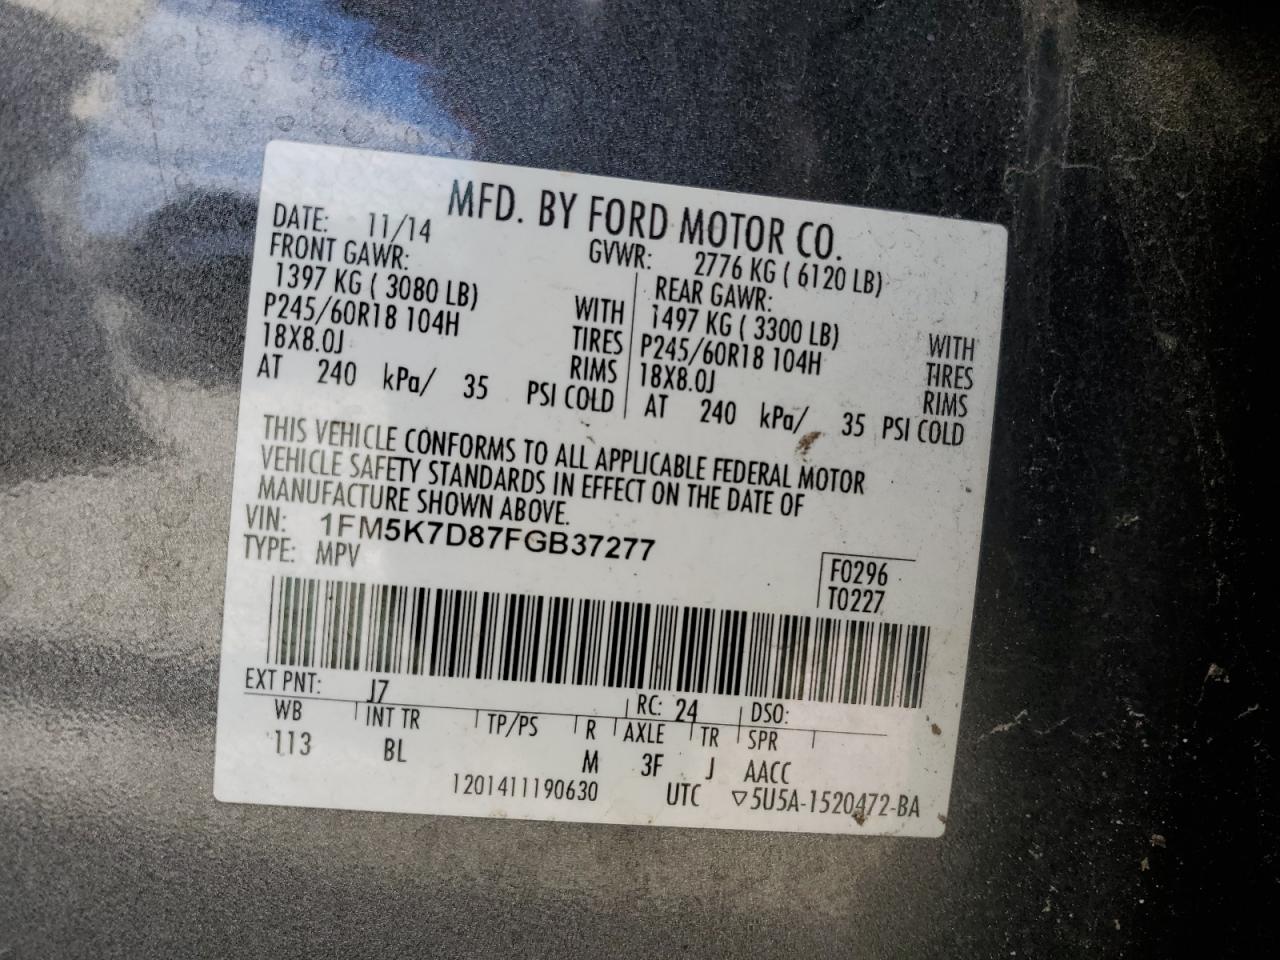 MFD. BY FORD MOTOR CO.
DATE: 11/14 GVWR: 2776 KG ( 6120 LB)
FRONT GAWR: REAR GAWR:
1397 KG ( 3080 LB) WITH 1497 KG ( 3300 LB) WITH
P245/60R18 104H TIRES P245/60R18 104H TIRES
18X8.0J RIMS 18X8.0J RIMS
AT 240 kPa/ 35 PSI COLD AT 240 kPa/ 35 PSI COLD
THIS VEHICLE CONFORMS TO ALL APPLICABLE FEDERAL MOTOR
VEHICLE SAFETY STANDARDS IN EFFECT ON THE DATE OF
MANUFACTURE SHOWN ABOVE.
VIN: 1FM5K7D87FGB37277
TYPE: MPV
F0296
T0227
EXT PNT: J7 RC: 24 DSO:
WB INT TR TP/PS R AXLE TR SPR
113 BL M 3F J AACC
1201411190630 UTC ▽5U5A-1520472-BA